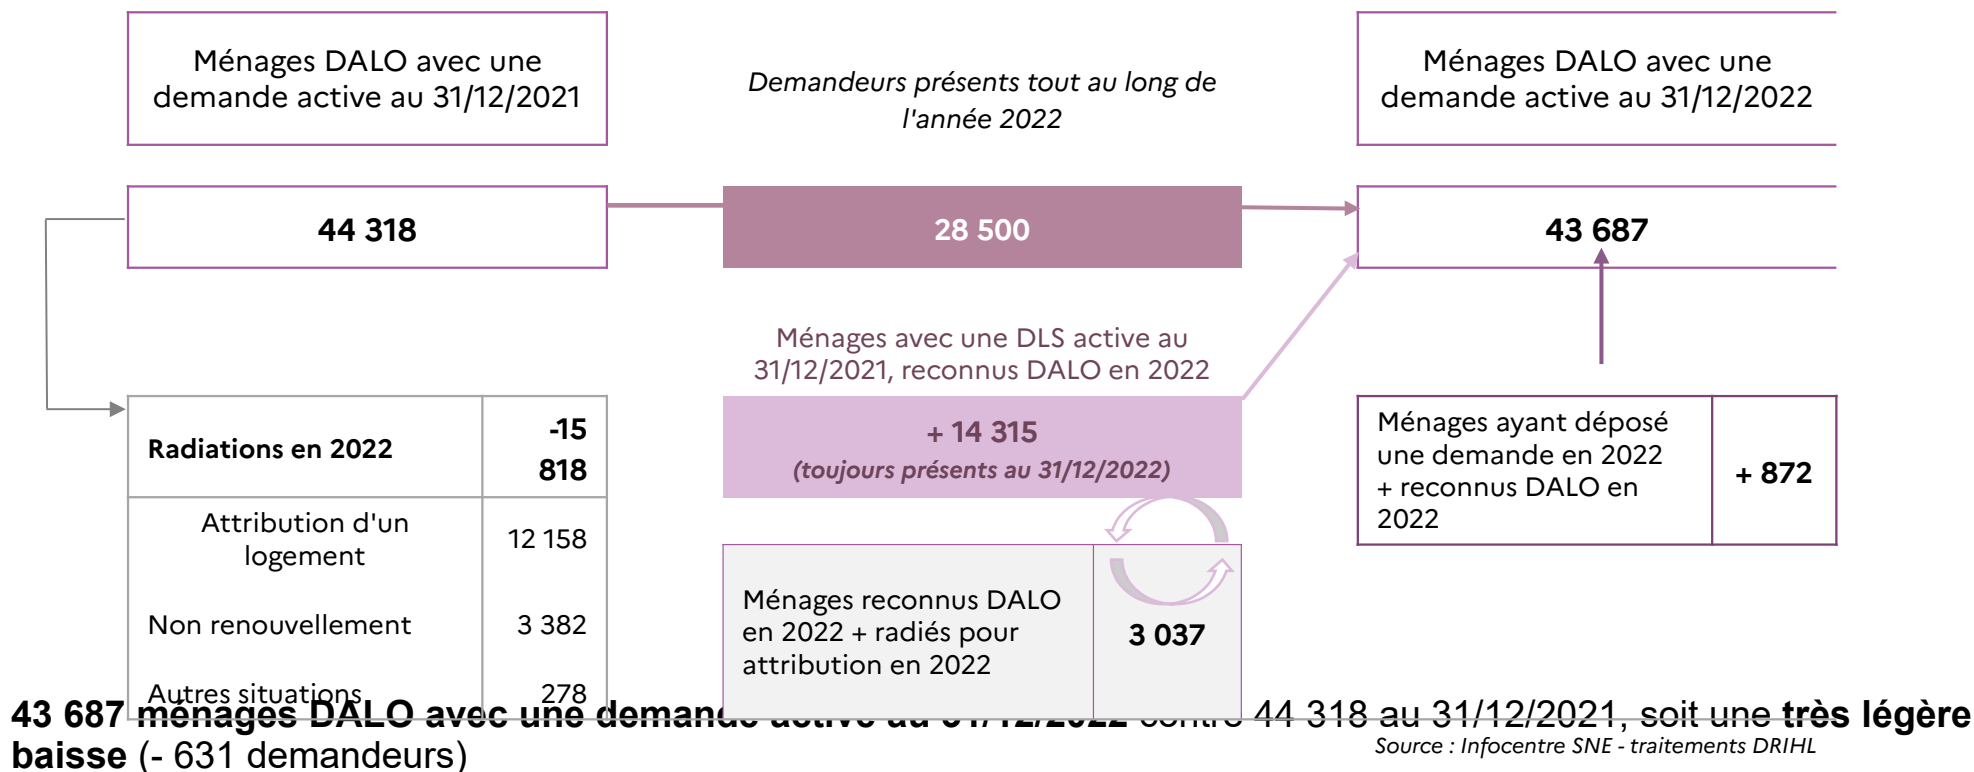 Ménages DALO avec une
demande active au 31/12/2021
Demandeurs présents tout au long de
l'année 2022
Ménages DALO avec une
demande active au 31/12/2022
44 318
28 500
43 687
Ménages avec une DLS active au
31/12/2021, reconnus DALO en 2022
Radiations en 2022
-15
818
+ 14 315
(toujours présents au 31/12/2022)
Ménages ayant déposé
une demande en 2022
+ reconnus DALO en
2022
+ 872
Attribution d'un
logement
12 158
Non renouvellement
3 382
Autres situations
278
Ménages reconnus DALO
en 2022 + radiés pour
attribution en 2022
3 037
43 687 ménages DALO avec une demande active au 31/12/2022 contre 44 318 au 31/12/2021, soit une très légère
baisse (- 631 demandeurs)
Source : Infocentre SNE - traitements DRIHL